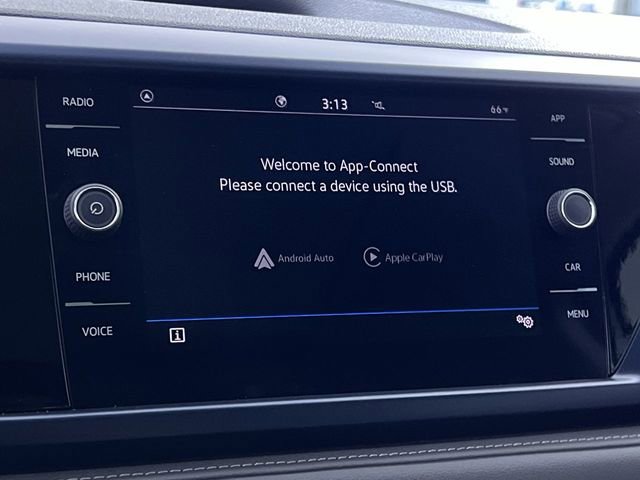 RADIO
MEDIA
PHONE
VOICE
3:13
66°F
Welcome to App-Connect
Please connect a device using the USB.
Android Auto
Apple CarPlay
i
APP
SOUND
CAR
MENU